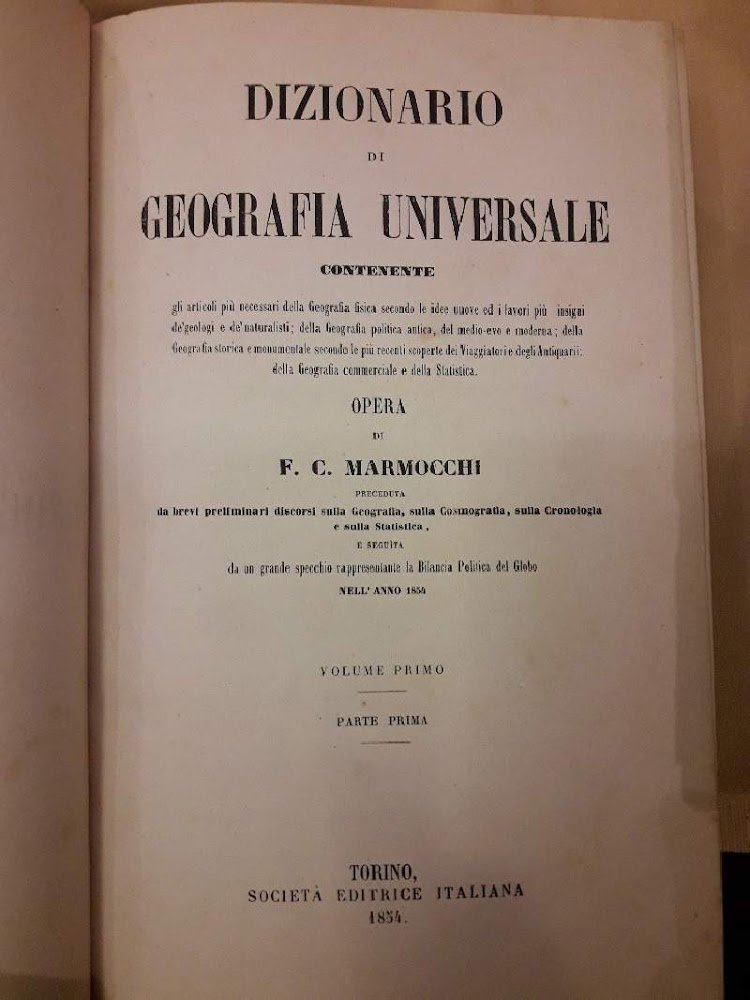 DIZIONARIO
DI
GEOGRAFIA UNIVERSALE
CONTENENTE
gli articoli più necessari della Geografia fisica secondo le idee nuove ed i lavori più insigni
de'geologi e de'naturalisti; della Geografia politica antica, del medio-evo e moderna; della
Geografia storica e monumentale secondo le più recenti scoperte dei Viaggiatori e degli Antiquarii;
della Geografia commerciale e della Statistica.
OPERA
DI
F. C. MARMOCCHI
PRECEDUTA
da brevi preliminari discorsi sulla Geografia, sulla Cosmografia, sulla Cronologia
e sulla Statistica,
E SEGUÌTA
da un grande specchio rappresentante la Bilancia Politica del Globo
NELL'ANNO 1854
VOLUME PRIMO
PARTE PRIMA
TORINO,
SOCIETÀ EDITRICE ITALIANA
1854.